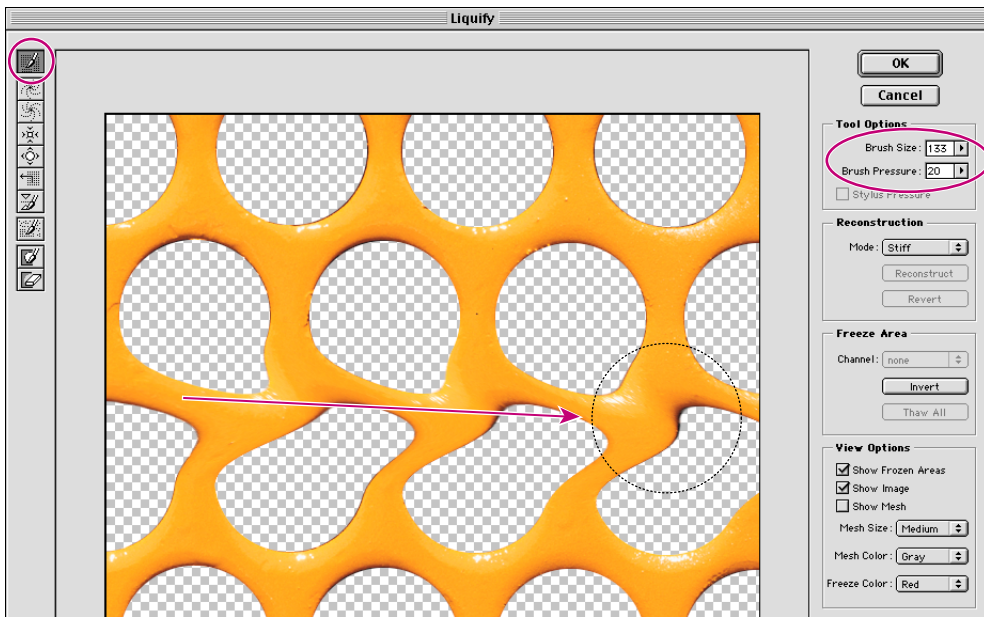 Liquify
OK
Cancel
Tool Options
Brush Size: 133
Brush Pressure: 20
Stylus Pressure
Reconstruction
Mode: Stiff
Reconstruct
Revert
Freeze Area
Channel: none
Invert
Thaw All
View Options
Show Frozen Areas
Show Image
Show Mesh
Mesh Size: Medium
Mesh Color: Gray
Freeze Color: Red